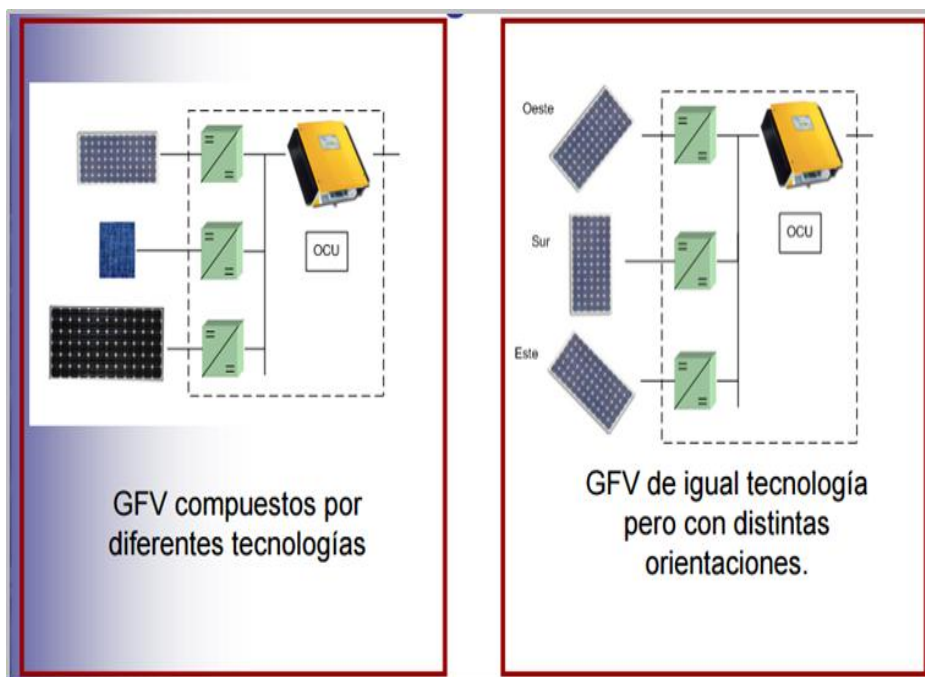 OCU
GFV compuestos por
diferentes tecnologías
Oeste
Sur
Este
OCU
GFV de igual tecnología
pero con distintas
orientaciones.